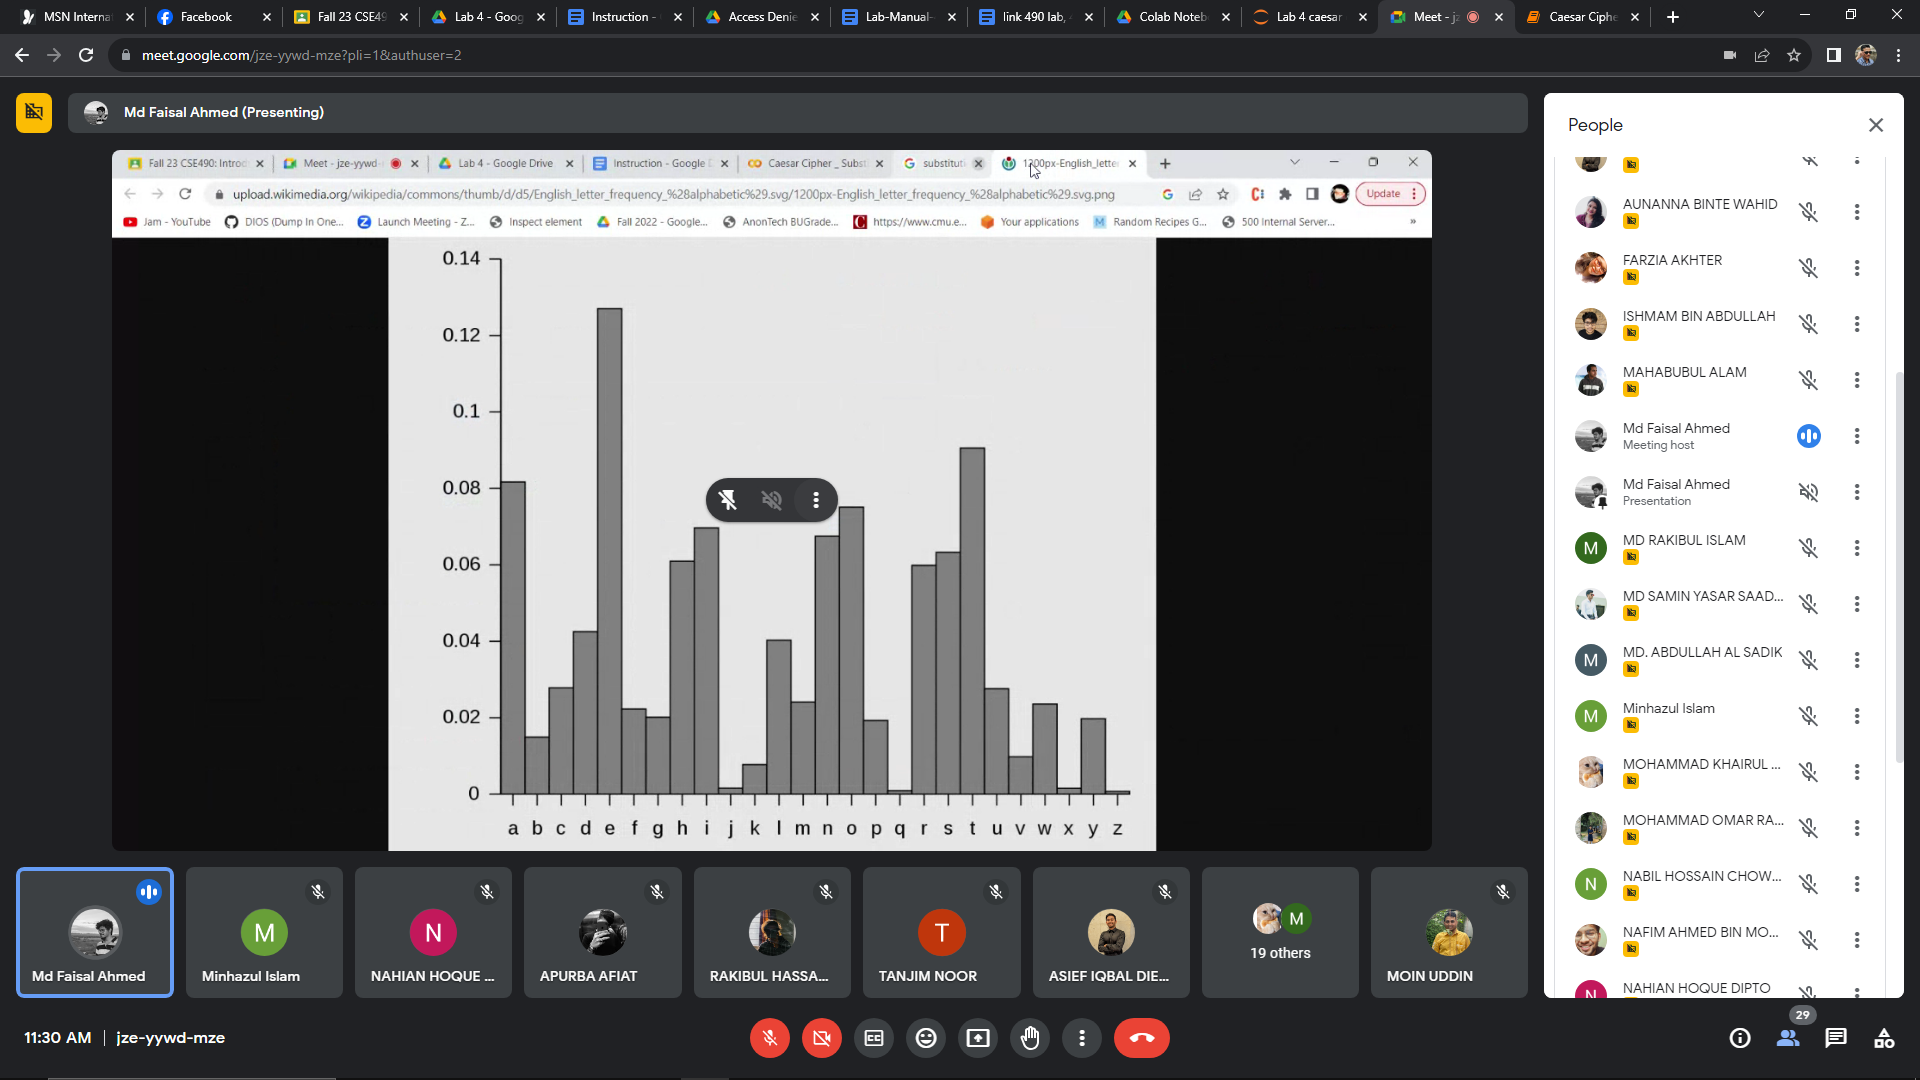 MSN Interna
Facebook
Fall 23 CSE49
Lab 4 - Goog
Instruction -
Access Denie
Lab-Manual-
link 490 lab,
Colab Noteb
Lab 4 caesar
Meet - jz
Caesar Ciphe
meet.google.com/jze-yywd-mze?pli=1&authuser=2
Md Faisal Ahmed (Presenting)
Fall 23 CSE490: Introd
Meet - jze-yywd-
Lab 4 - Google Drive
Instruction - Google D
Caesar Cipher _ Subst
substituti
1200px-English_letter
upload.wikimedia.org/wikipedia/commons/thumb/d/d5/English_letter_frequency_%28alphabetic%29.svg/1200px-English_letter_frequency_%28alphabetic%29.svg.png
Update
Jam - YouTube
DIOS (Dump In One...
Launch Meeting - Z...
Inspect element
Fall 2022 - Google...
AnonTech BUGrade...
https://www.cmu.e...
Your applications
Random Recipes G...
500 Internal Server...
»
0.14
0.12
0.1
0.08
0.06
0.04
0.02
0
a b c d e f g h i j k l m n o p q r s t u v w x y z
Md Faisal Ahmed
M
Minhazul Islam
N
NAHIAN HOQUE ...
APURBA AFIAT
RAKIBUL HASSA...
T
TANJIM NOOR
ASIEF IQBAL DIE...
M
19 others
MOIN UDDIN
People
AUNANNA BINTE WAHID
FARZIA AKHTER
ISHMAM BIN ABDULLAH
MAHABUBUL ALAM
Md Faisal Ahmed
Meeting host
Md Faisal Ahmed
Presentation
M
MD RAKIBUL ISLAM
MD SAMIN YASAR SAAD...
M
MD. ABDULLAH AL SADIK
M
Minhazul Islam
MOHAMMAD KHAIRUL ...
MOHAMMAD OMAR RA...
N
NABIL HOSSAIN CHOW...
NAFIM AHMED BIN MO...
N
NAHIAN HOQUE DIPTO
11:30 AM | jze-yywd-mze
29